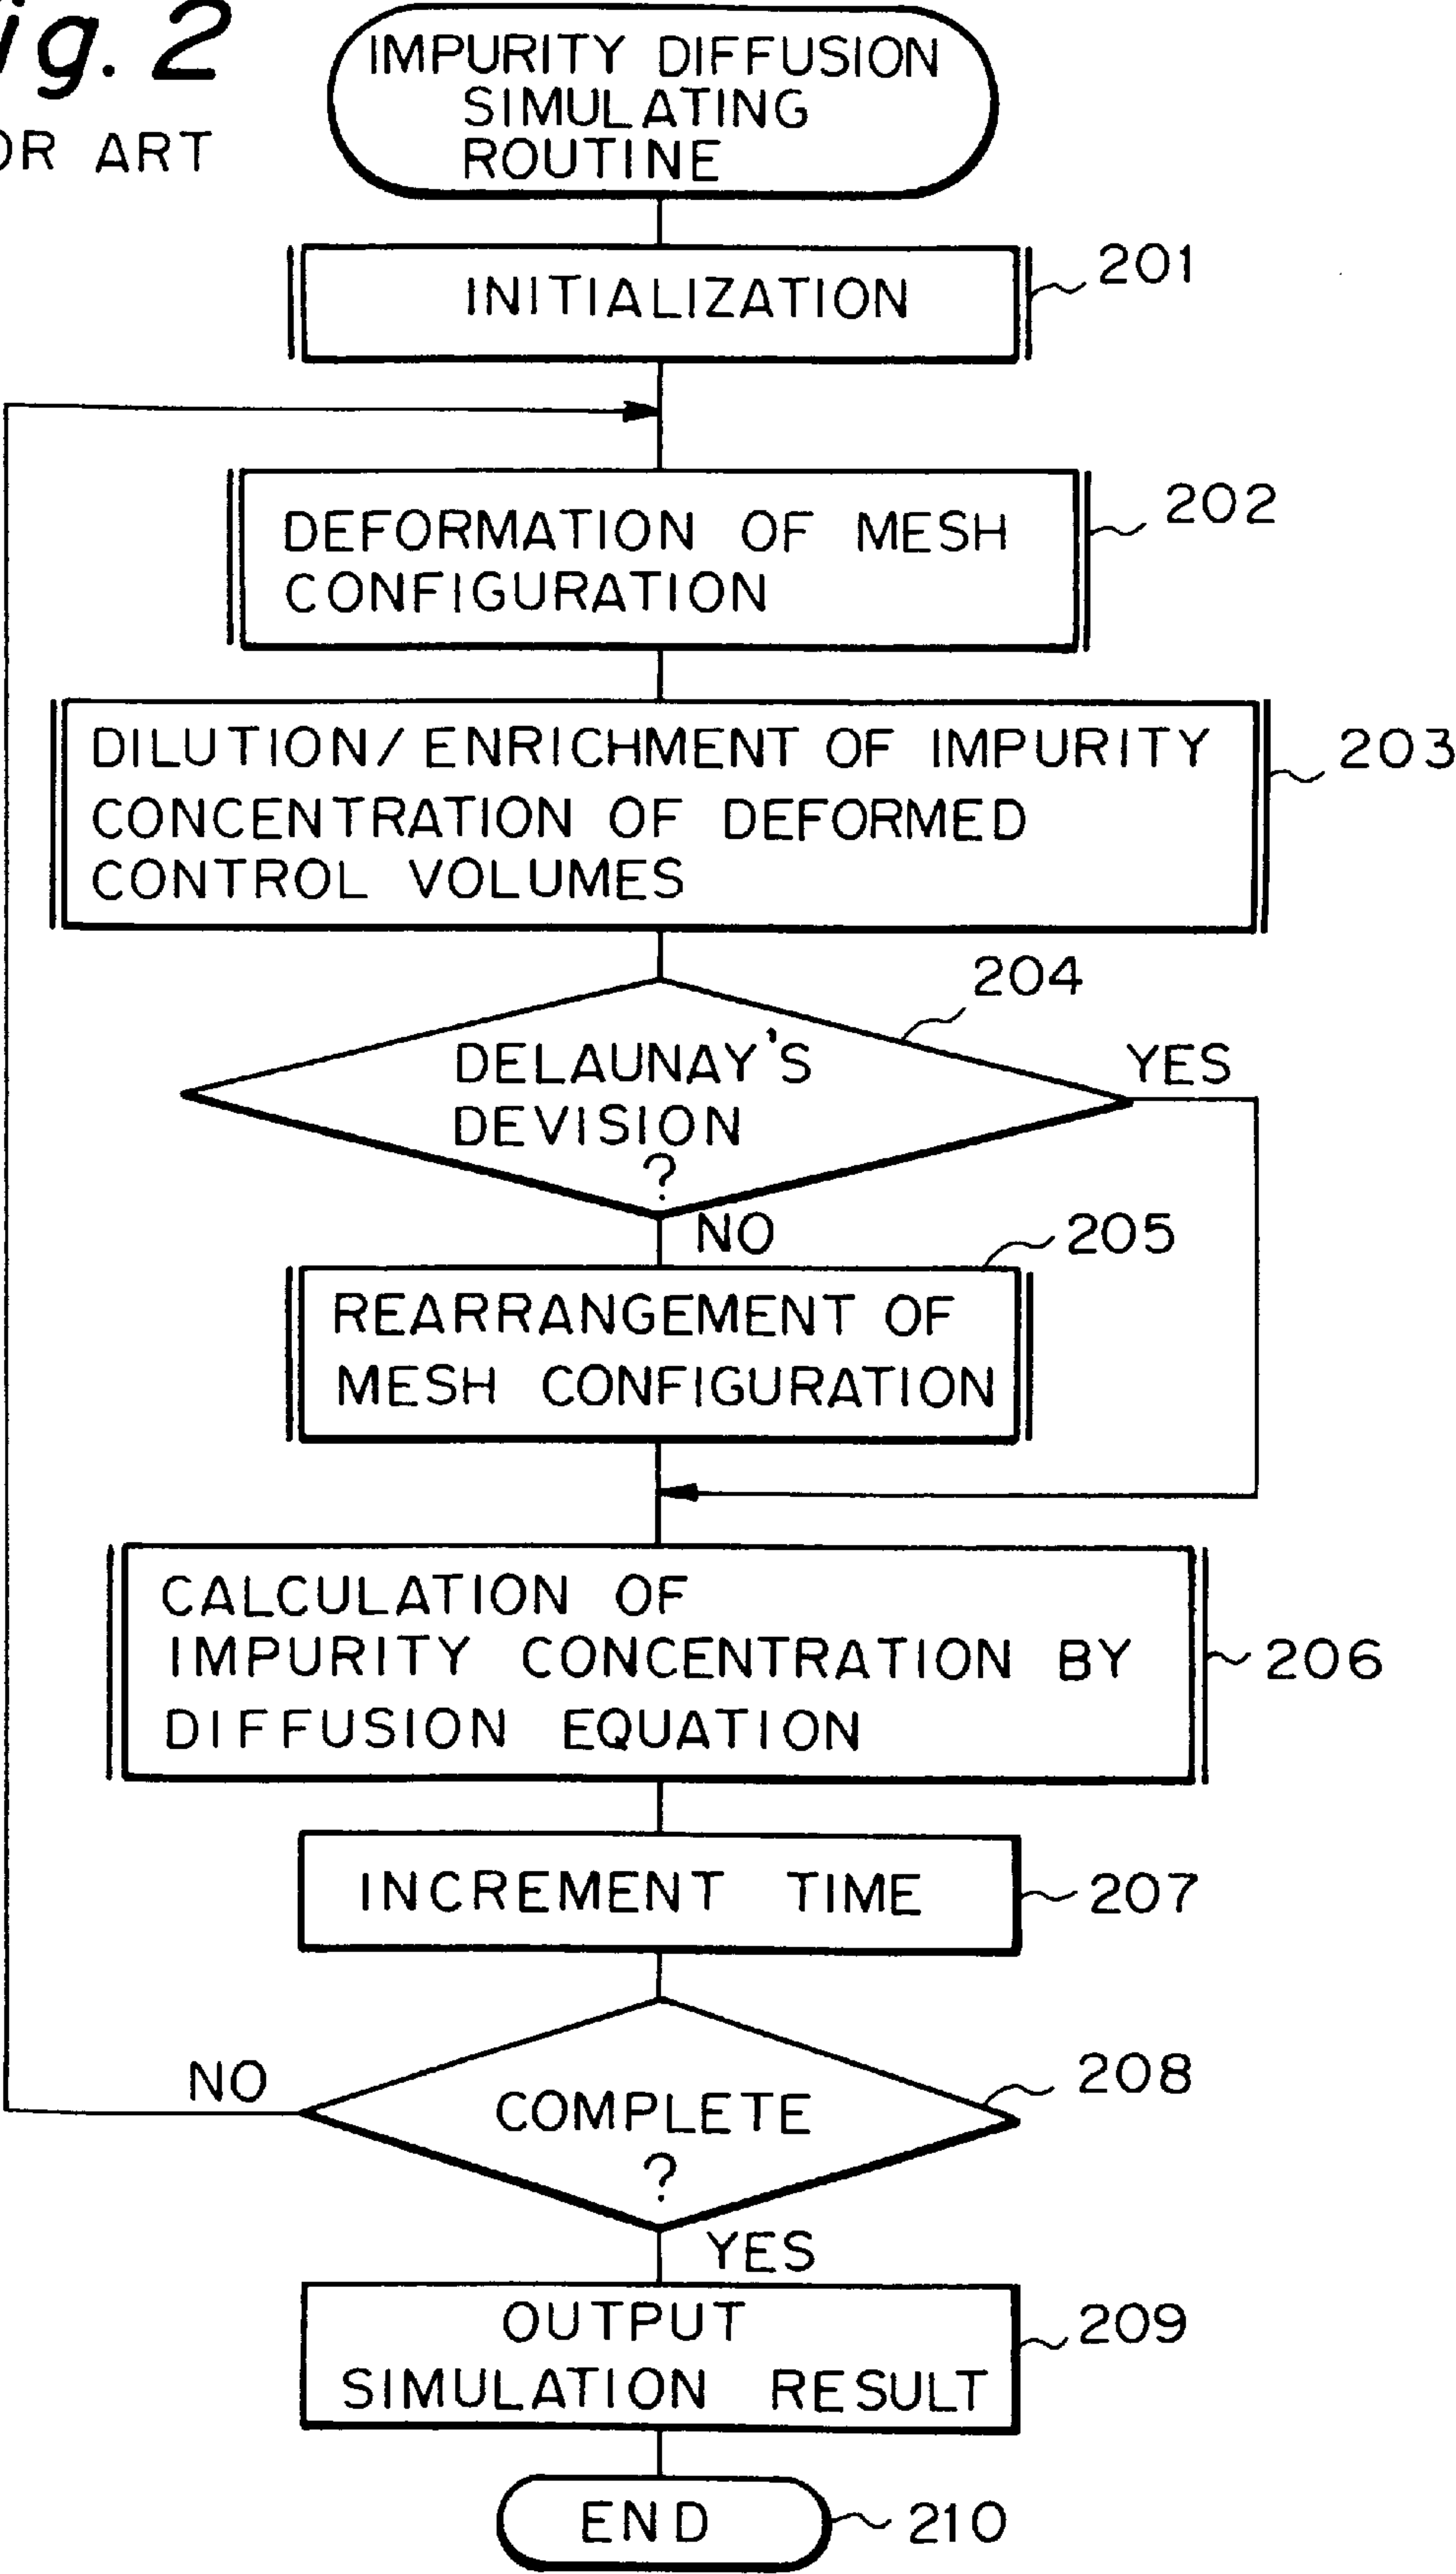 ig. 2
OR ART
IMPURITY DIFFUSION
SIMULATING
ROUTINE
INITIALIZATION
201
DEFORMATION OF MESH
CONFIGURATION
202
DILUTION/ENRICHMENT OF IMPURITY
CONCENTRATION OF DEFORMED
CONTROL VOLUMES
203
204
DELAUNAY'S
DEVISION
?
YES
NO
205
REARRANGEMENT OF
MESH CONFIGURATION
CALCULATION OF
IMPURITY CONCENTRATION BY
DIFFUSION EQUATION
206
INCREMENT TIME
207
NO
COMPLETE
?
208
YES
OUTPUT
SIMULATION RESULT
209
END
210